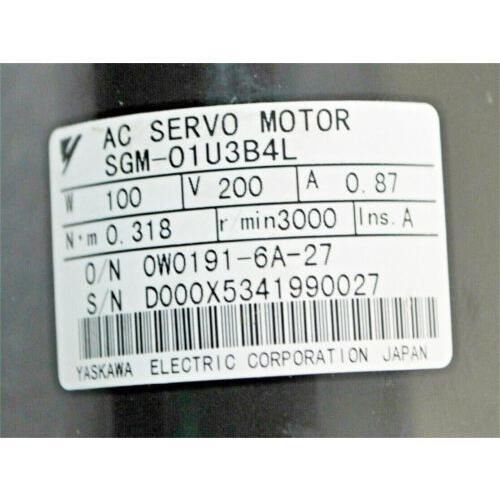 AC SERVO MOTOR
SGM-01U3B4L
W 100 V 200 A 0.87
N·m 0.318 r/min3000 Ins. A
O/N 0W0191-6A-27
S/N D000X5341990027
YASKAWA ELECTRIC CORPORATION JAPAN